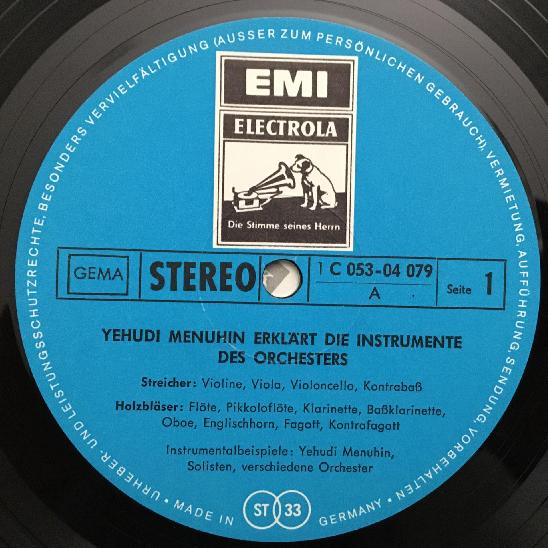 EMI
ELECTROLA
Die Stimme seines Herrn
GEMA
STEREO
1 C 053-04 079
A
Seite 1
YEHUDI MENUHIN ERKLÄRT DIE INSTRUMENTE
DES ORCHESTERS
Streicher: Violine, Viola, Violoncello, Kontrabaß
Holzbläser: Flöte, Pikkoloflöte, Klarinette, Baßklarinette,
Oboe, Englischhorn, Fagott, Kontrafagott
Instrumentalbeispiele: Yehudi Menuhin,
Solisten, verschiedene Orchester
URHEBER- UND LEISTUNGSSCHUTZRECHTE, BESONDERS VERVIELFÄLTIGUNG (AUSSER ZUM PERSÖNLICHEN GEBRAUCH), VERMIETUNG, AUFFÜHRUNG, SENDUNG, VORBEHALTEN •
• MADE IN ST 33 GERMANY •